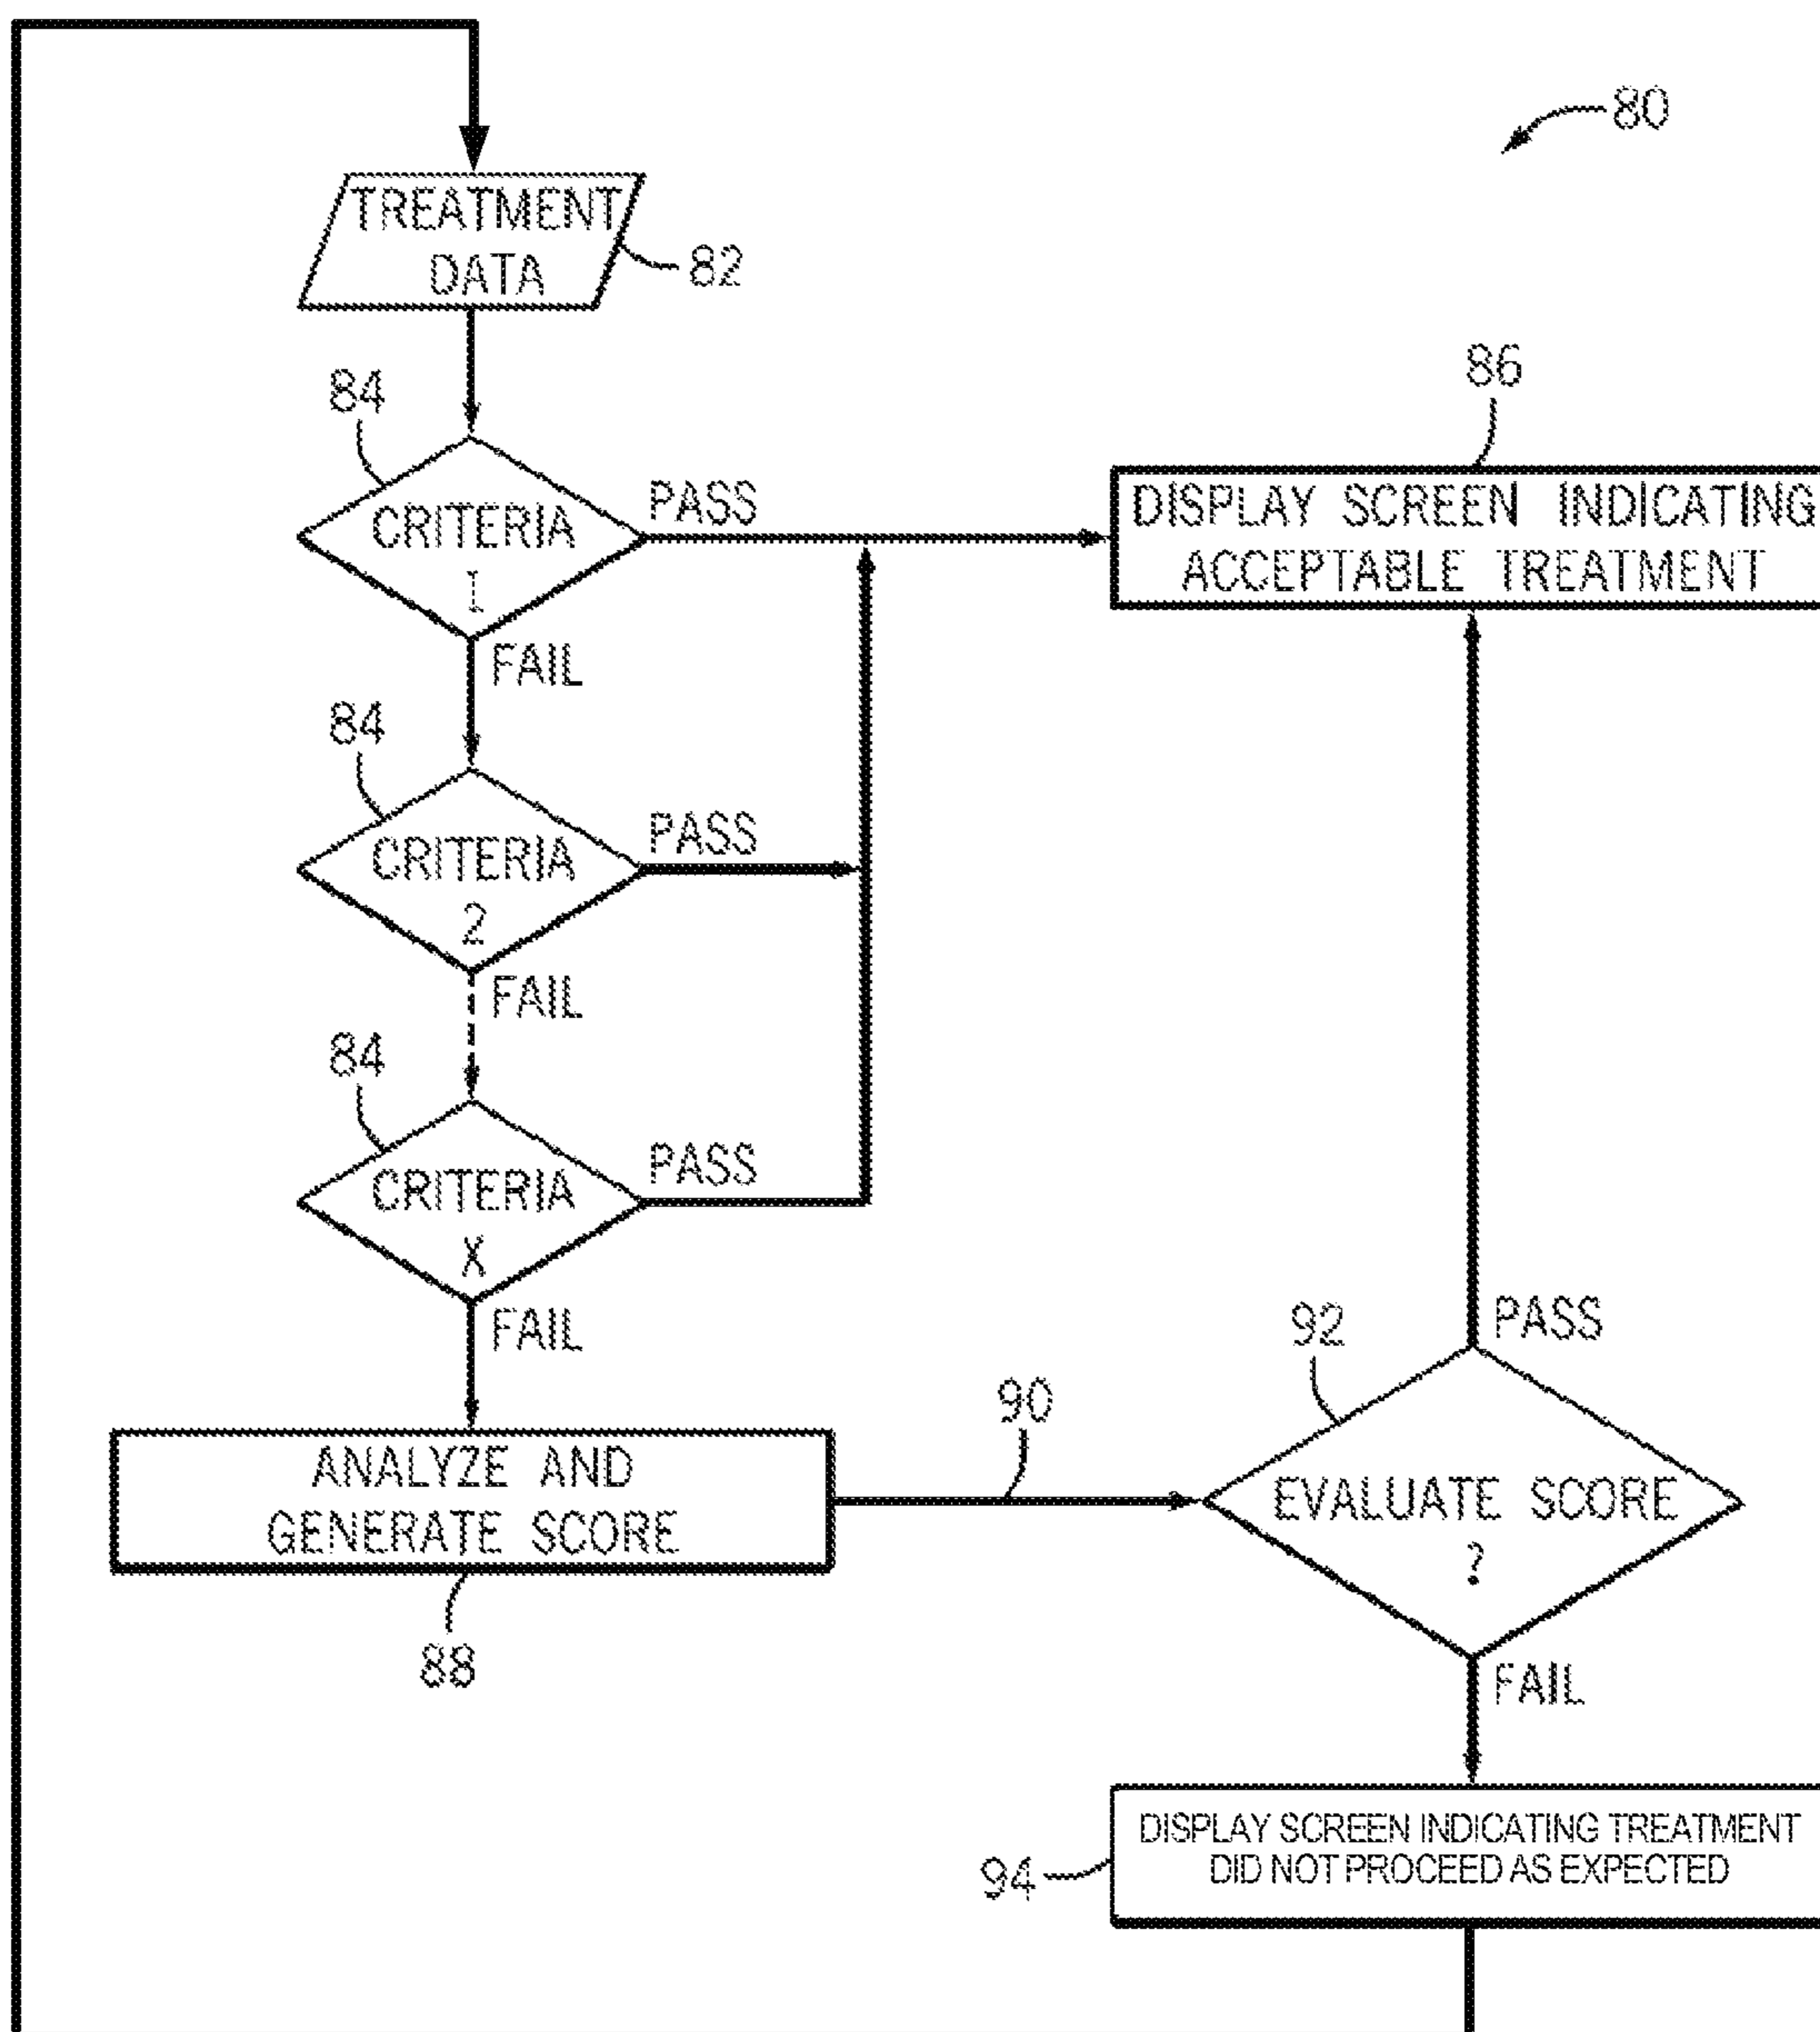 80
TREATMENT
DATA
82
84
CRITERIA
1
PASS
FAIL
86
DISPLAY SCREEN INDICATING
ACCEPTABLE TREATMENT
84
CRITERIA
2
PASS
FAIL
84
CRITERIA
X
PASS
FAIL
ANALYZE AND
GENERATE SCORE
88
90
92
PASS
EVALUATE SCORE
?
FAIL
DISPLAY SCREEN INDICATING TREATMENT
DID NOT PROCEED AS EXPECTED
94